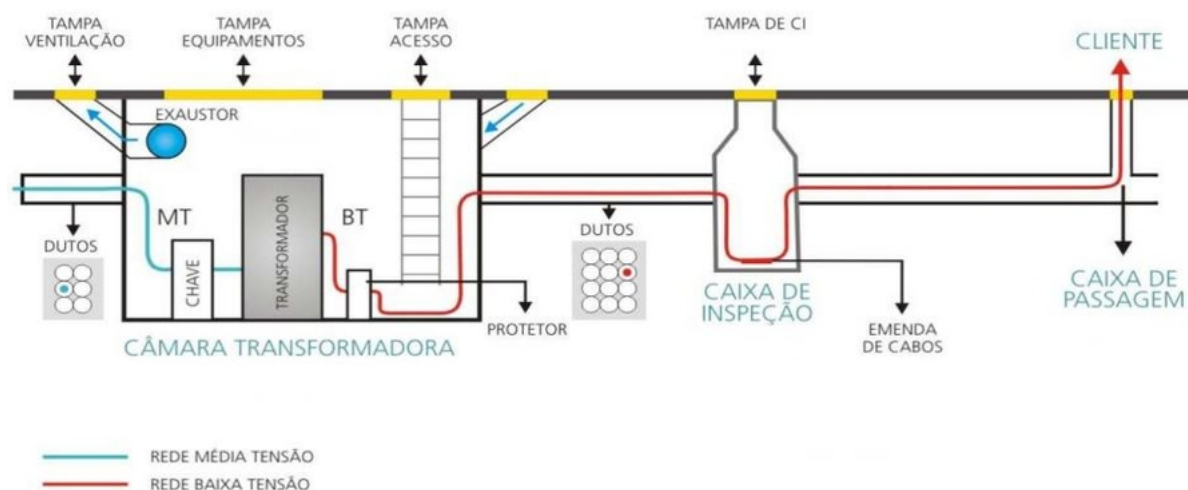 TAMPA
VENTILAÇÃO
TAMPA
EQUIPAMENTOS
TAMPA
ACESSO
TAMPA DE CI
CLIENTE
EXAUSTOR
MT
BT
DUTOS
CHAVE
TRANSFORMADOR
PROTETOR
DUTOS
CAIXA DE
INSPEÇÃO
EMENDA
DE CABOS
CAIXA DE
PASSAGEM
CÂMARA TRANSFORMADORA
REDE MÉDIA TENSÃO
REDE BAIXA TENSÃO